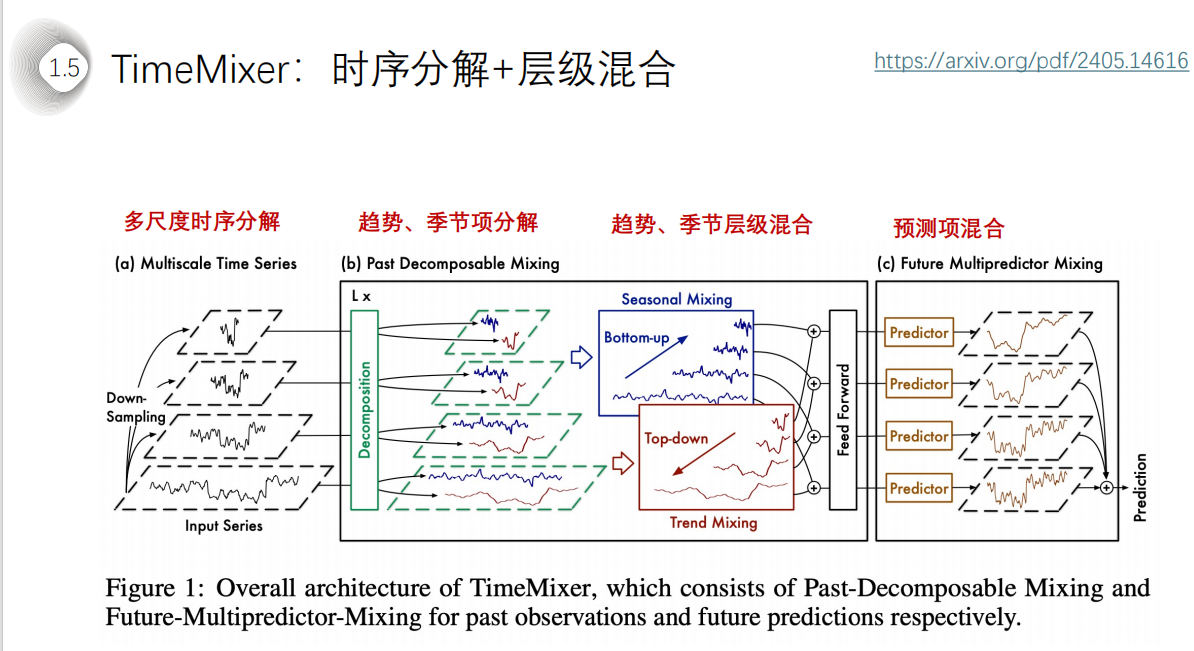 1.5
TimeMixer：时序分解+层级混合
https://arxiv.org/pdf/2405.14616
多尺度时序分解
趋势、季节项分解
趋势、季节层级混合
预测项混合
(a) Multiscale Time Series
(b) Past Decomposable Mixing
(c) Future Multipredictor Mixing
L x
Down-
Sampling
Input Series
Decomposition
Seasonal Mixing
Bottom-up
Top-down
Trend Mixing
Feed Forward
Predictor
Predictor
Predictor
Predictor
Prediction
Figure 1: Overall architecture of TimeMixer, which consists of Past-Decomposable Mixing and
Future-Multipredictor-Mixing for past observations and future predictions respectively.